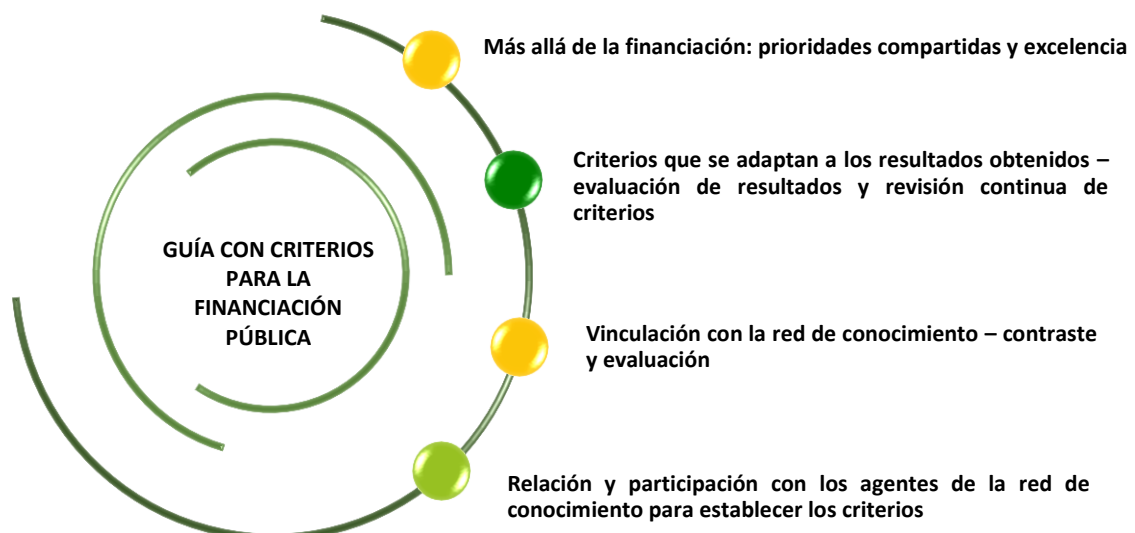 Más allá de la financiación: prioridades compartidas y excelencia
Criterios que se adaptan a los resultados obtenidos –
evaluación de resultados y revisión continua de
criterios
GUÍA CON CRITERIOS
PARA LA
FINANCIACIÓN
PÚBLICA
Vinculación con la red de conocimiento – contraste
y evaluación
Relación y participación con los agentes de la red de
conocimiento para establecer los criterios